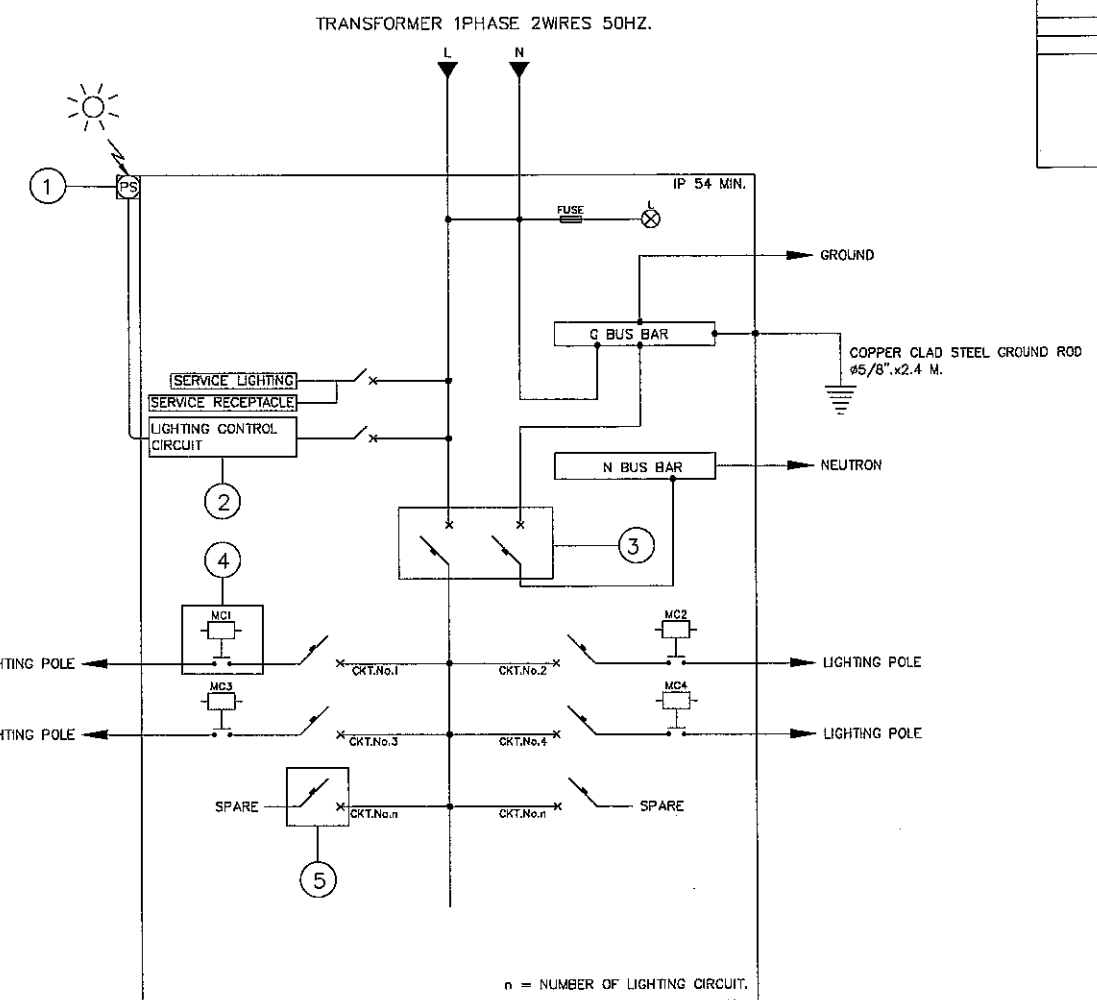 TRANSFORMER 1PHASE 2WIRES 50HZ.
L
N
1
PS
IP 54 MIN.
FUSE
L
GROUND
G BUS BAR
COPPER CLAD STEEL GROUND ROD
ø5/8".x2.4 M.
SERVICE LIGHTING
SERVICE RECEPTACLE
LIGHTING CONTROL
CIRCUIT
N BUS BAR
NEUTRON
2
3
4
MC1
MC2
HTING POLE
CKT.No.1
CKT.No.2
LIGHTING POLE
MC3
MC4
HTING POLE
CKT.No.3
CKT.No.4
LIGHTING POLE
SPARE
CKT.No.n
CKT.No.n
SPARE
5
n = NUMBER OF LIGHTING CIRCUIT.